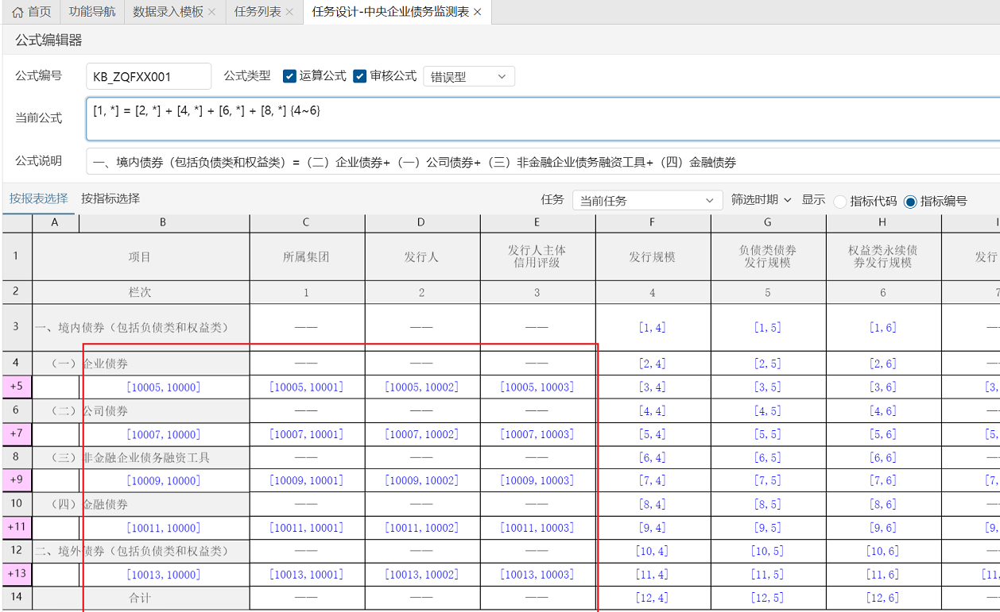 首页 功能导航 数据录入模板 × 任务列表 × 任务设计-中央企业债务监测表 ×
公式编辑器
公式编号 KB_ZQFXX001 公式类型 运算公式 审核公式 错误型
当前公式 [1, *] = [2, *] + [4, *] + [6, *] + [8, *] {4~6}
公式说明 一、境内债券（包括负债类和权益类）=（二）企业债券+（一）公司债券+（三）非金融企业债务融资工具+（四）金融债券
按报表选择 按指标选择 任务 当前任务 筛选时期 显示 指标代码 指标编号
A B C D E F G H I
1 项目 所属集团 发行人 发行人主体信用评级 发行规模 负债类债券发行规模 权益类永续债券发行规模 发行
2 栏次 1 2 3 4 5 6 7
3 一、境内债券（包括负债类和权益类） —— —— —— [1,4] [1,5] [1,6] —
4 （一）企业债券 —— —— —— [2,4] [2,5] [2,6] —
+5 [10005,10000] [10005,10001] [10005,10002] [10005,10003] [3,4] [3,5] [3,6] [3,
6 （二）公司债券 —— —— —— [4,4] [4,5] [4,6] —
+7 [10007,10000] [10007,10001] [10007,10002] [10007,10003] [5,4] [5,5] [5,6] [5,
8 （三）非金融企业债务融资工具 —— —— —— [6,4] [6,5] [6,6] —
+9 [10009,10000] [10009,10001] [10009,10002] [10009,10003] [7,4] [7,5] [7,6] [7,
10 （四）金融债券 —— —— —— [8,4] [8,5] [8,6] —
+11 [10011,10000] [10011,10001] [10011,10002] [10011,10003] [9,4] [9,5] [9,6] [9,
12 二、境外债券（包括负债类和权益类） —— —— —— [10,4] [10,5] [10,6] —
+13 [10013,10000] [10013,10001] [10013,10002] [10013,10003] [11,4] [11,5] [11,6] [11,
14 合计 —— —— —— [12,4] [12,5] [12,6] —